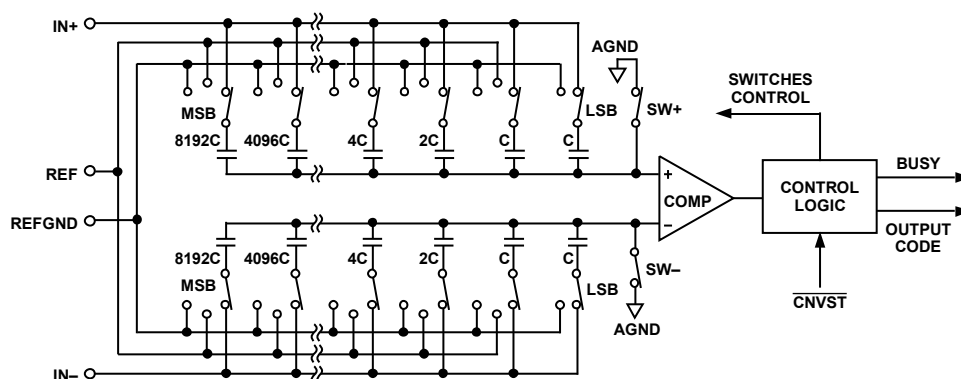 IN+
AGND
SWITCHES
CONTROL
MSB
LSB
SW+
8192C
4096C
4C
2C
C
C
REF
BUSY
+
COMP
−
CONTROL
LOGIC
REFGND
OUTPUT
CODE
8192C
4096C
4C
2C
C
C
MSB
LSB
SW−
CNVST
AGND
IN−